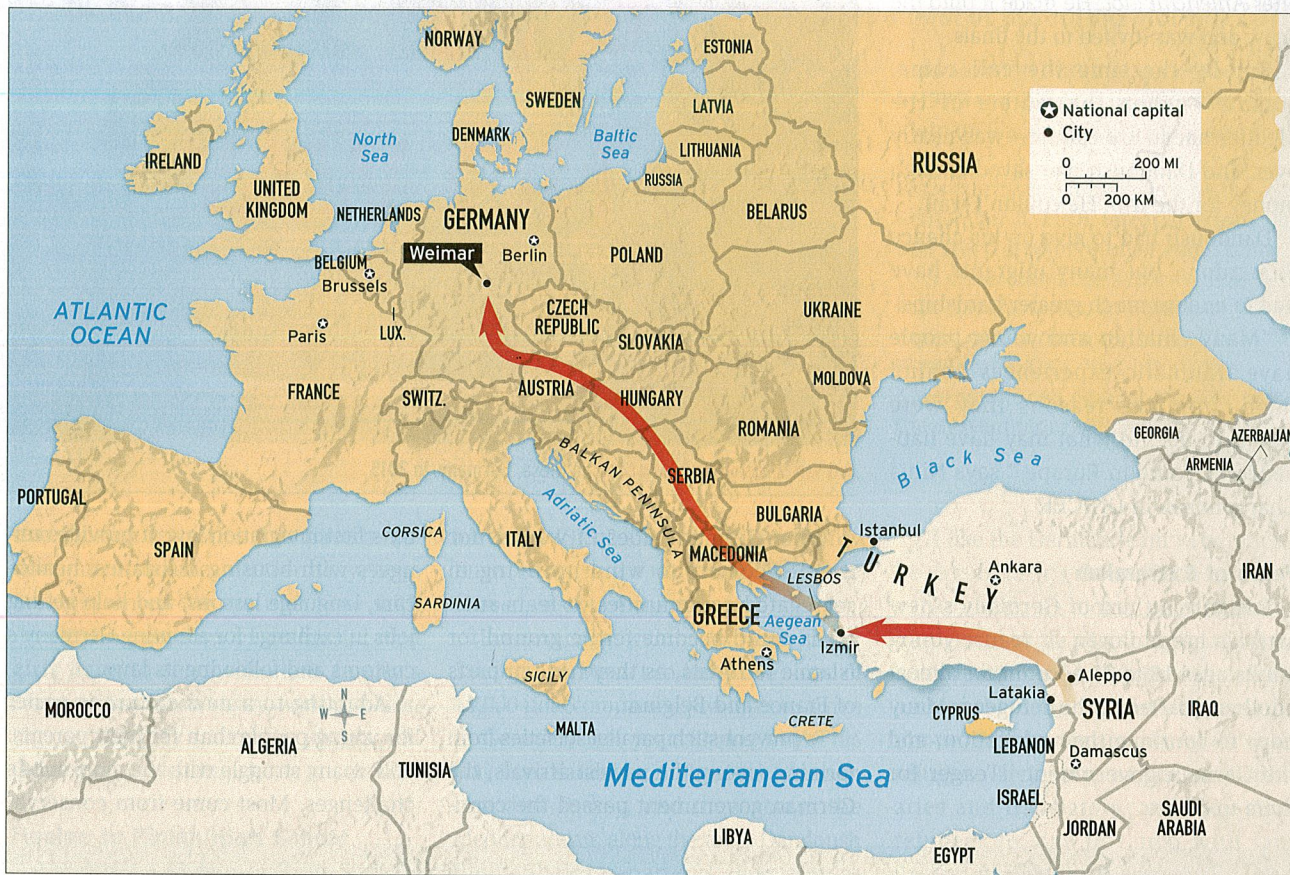 NORWAY
ESTONIA
SWEDEN
LATVIA
National capital
City
DENMARK
Baltic
Sea
North
Sea
LITHUANIA
IRELAND
RUSSIA
RUSSIA
0 200 MI
0 200 KM
UNITED
KINGDOM
NETHERLANDS
GERMANY
BELARUS
Weimar
Berlin
POLAND
BELGIUM
Brussels
ATLANTIC
OCEAN
CZECH
REPUBLIC
UKRAINE
Paris
LUX.
SLOVAKIA
FRANCE
SWITZ.
AUSTRIA
HUNGARY
MOLDOVA
ROMANIA
GEORGIA
AZERBAIJAN
BALKAN PENINSULA
Black Sea
ARMENIA
SERBIA
PORTUGAL
Adriatic Sea
BULGARIA
CORSICA
ITALY
Istanbul
SPAIN
MACEDONIA
TURKEY
Ankara
IRAN
LESBOS
SARDINIA
GREECE
Aegean
Sea
Izmir
Athens
SICILY
Aleppo
Latakia
MOROCCO
N
W E
S
CYPRUS
SYRIA
IRAQ
CRETE
MALTA
ALGERIA
LEBANON
Damascus
TUNISIA
Mediterranean Sea
ISRAEL
JORDAN
SAUDI
ARABIA
LIBYA
EGYPT